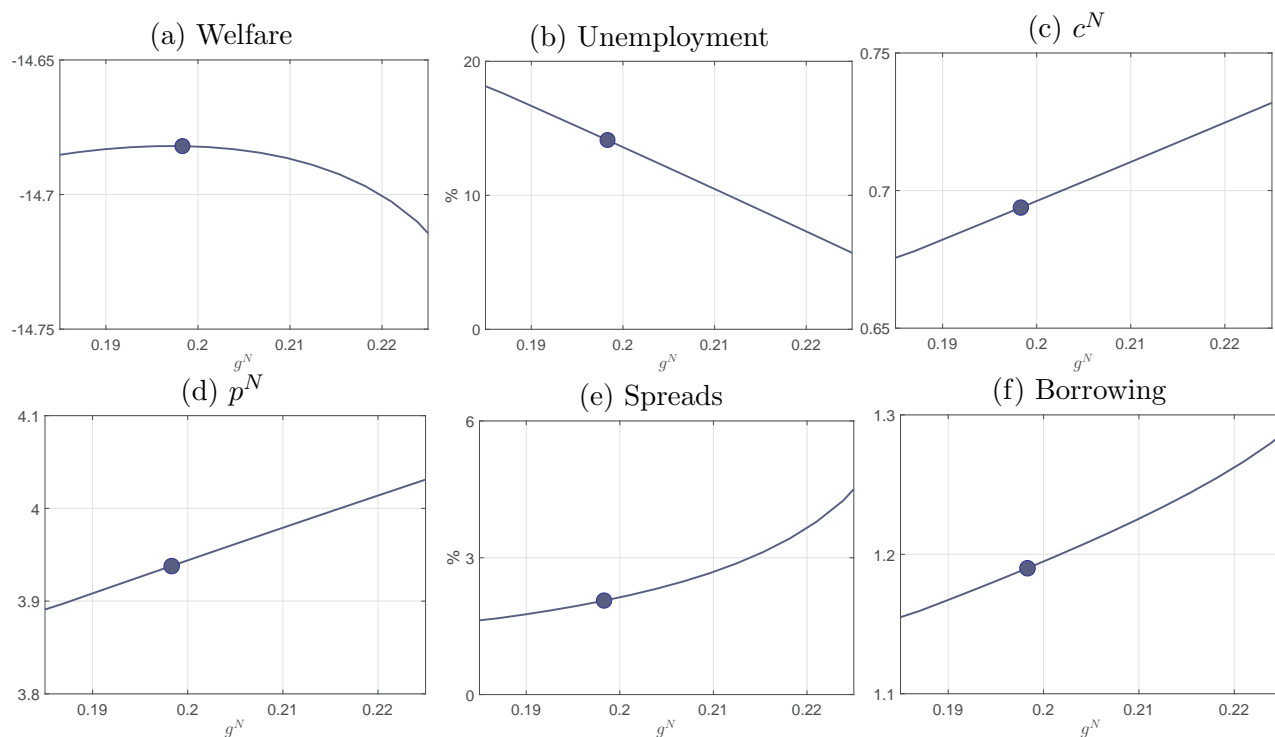 (a) Welfare
-14.65
-14.7
-14.75
0.19 0.2 0.21 0.22
g^N
(b) Unemployment
20
10
0
%
0.19 0.2 0.21 0.22
g^N
(c) c^N
0.75
0.7
0.65
0.19 0.2 0.21 0.22
g^N
(d) p^N
4.1
4
3.9
3.8
0.19 0.2 0.21 0.22
g^N
(e) Spreads
6
3
0
%
0.19 0.2 0.21 0.22
g^N
(f) Borrowing
1.3
1.2
1.1
0.19 0.2 0.21 0.22
g^N